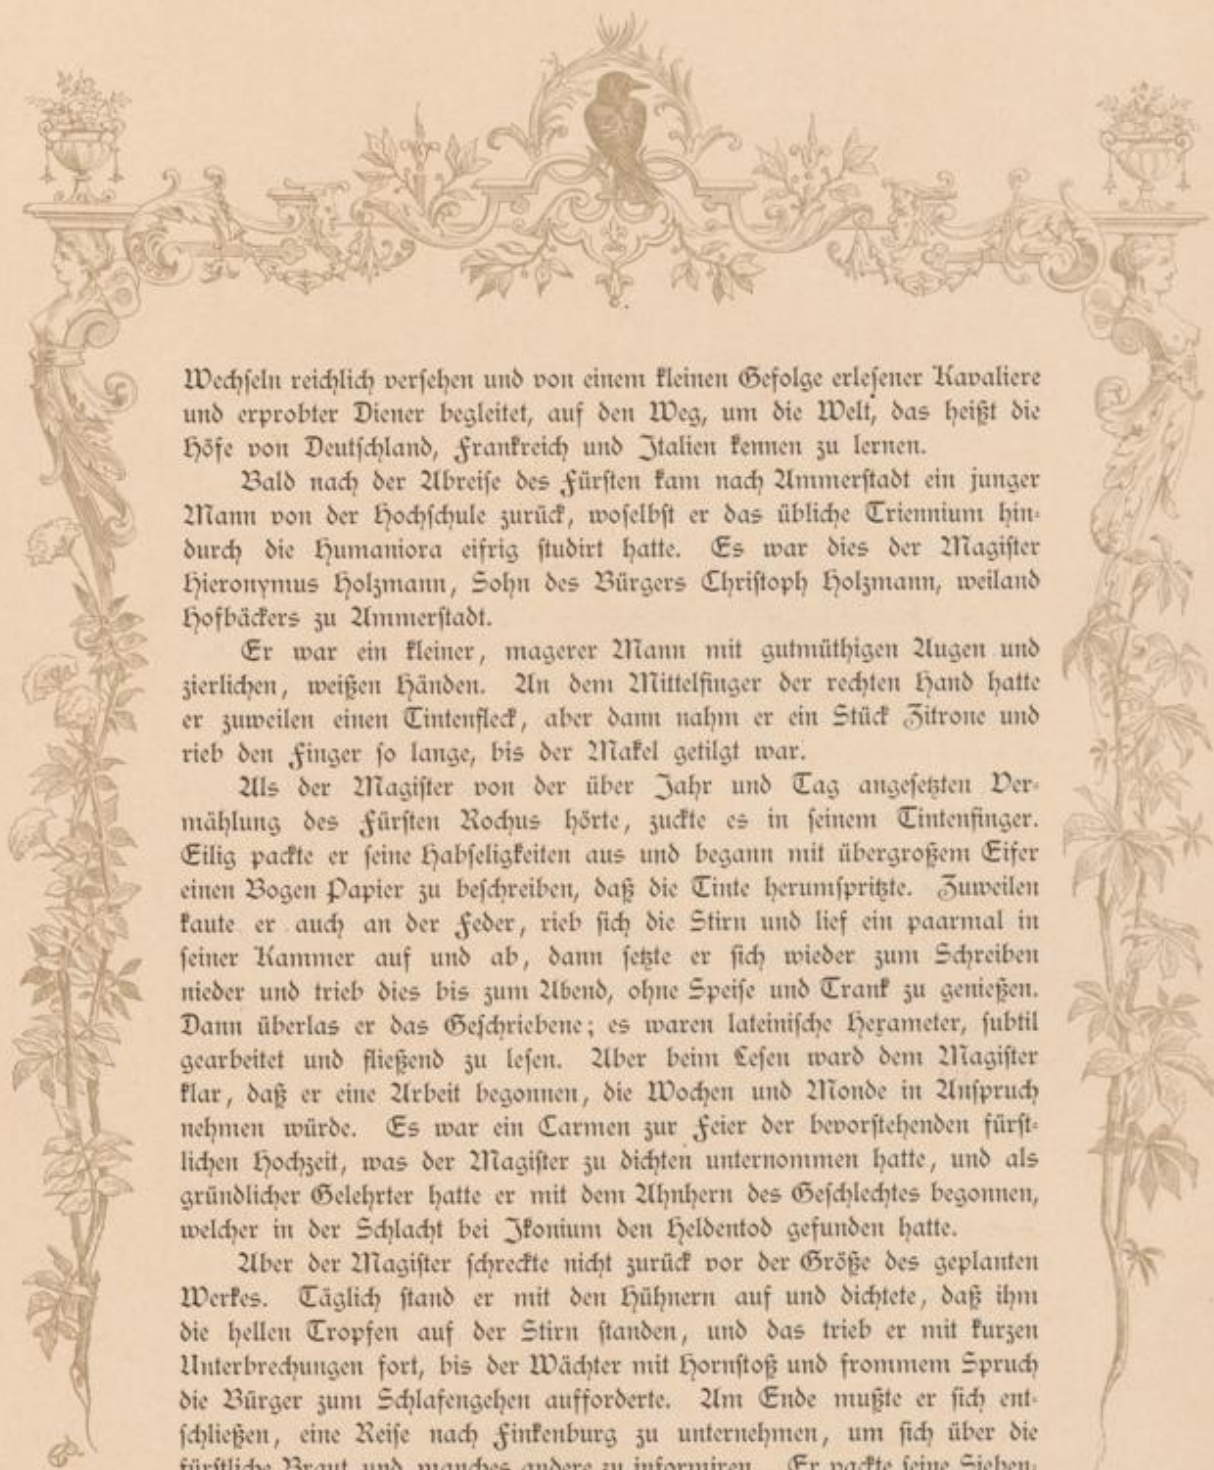 Wechſeln reichlich verſehen und von einem kleinen Gefolge erleſener Kavaliere
und erprobter Diener begleitet, auf den Weg, um die Welt, das heißt die
Höfe von Deutſchland, Frankreich und Italien kennen zu lernen.
Bald nach der Abreiſe des Fürſten kam nach Ammerſtadt ein junger
Mann von der Hochſchule zurück, woſelbſt er das übliche Triennium hin-
durch die Humaniora eifrig ſtudirt hatte. Es war dies der Magiſter
Hieronymus Holzmann, Sohn des Bürgers Chriſtoph Holzmann, weiland
Hofbäckers zu Ammerſtadt.
Er war ein kleiner, magerer Mann mit gutmüthigen Augen und
zierlichen, weißen Händen. An dem Mittelfinger der rechten Hand hatte
er zuweilen einen Tintenfleck, aber dann nahm er ein Stück Zitrone und
rieb den Finger ſo lange, bis der Makel getilgt war.
Als der Magiſter von der über Jahr und Tag angeſetzten Ver-
mählung des Fürſten Rochus hörte, zuckte es in ſeinem Tintenfinger.
Eilig packte er ſeine Habſeligkeiten aus und begann mit übergroßem Eifer
einen Bogen Papier zu beſchreiben, daß die Tinte herumſpritzte. Zuweilen
kaute er auch an der Feder, rieb ſich die Stirn und lief ein paarmal in
ſeiner Kammer auf und ab, dann ſetzte er ſich wieder zum Schreiben
nieder und trieb dies bis zum Abend, ohne Speiſe und Trank zu genießen.
Dann überlas er das Geſchriebene; es waren lateiniſche Hexameter, ſubtil
gearbeitet und fließend zu leſen. Aber beim Leſen ward dem Magiſter
klar, daß er eine Arbeit begonnen, die Wochen und Monde in Anſpruch
nehmen würde. Es war ein Carmen zur Feier der bevorſtehenden fürſt-
lichen Hochzeit, was der Magiſter zu dichten unternommen hatte, und als
gründlicher Gelehrter hatte er mit dem Ahnhern des Geſchlechtes begonnen,
welcher in der Schlacht bei Ikonium den Heldentod gefunden hatte.
Aber der Magiſter ſchreckte nicht zurück vor der Größe des geplanten
Werkes. Täglich ſtand er mit den Hühnern auf und dichtete, daß ihm
die hellen Tropfen auf der Stirn ſtanden, und das trieb er mit kurzen
Unterbrechungen fort, bis der Wächter mit Hornſtoß und frommem Spruch
die Bürger zum Schlafengehen aufforderte. Am Ende mußte er ſich ent-
ſchließen, eine Reiſe nach Finkenburg zu unternehmen, um ſich über die
fürſtliche Braut und manches andere zu informiren. Er packte ſeine Sieben-